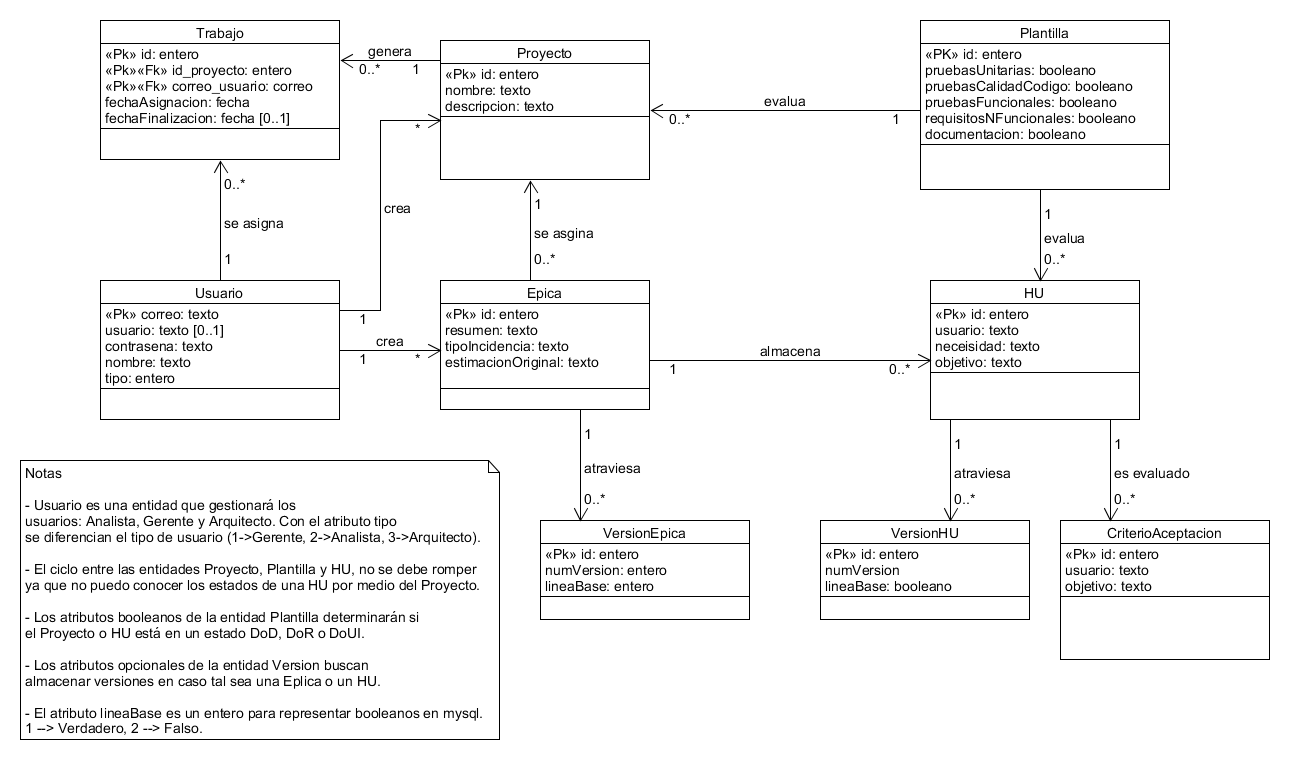 Trabajo
«Pk» id: entero
«Pk»«Fk» id_proyecto: entero
«Pk»«Fk» correo_usuario: correo
fechaAsignacion: fecha
fechaFinalizacion: fecha [0..1]
genera
0..*
1
Proyecto
«Pk» id: entero
nombre: texto
descripcion: texto
*
evalua
0..*
1
Plantilla
«PK» id: entero
pruebasUnitarias: booleano
pruebasCalidadCodigo: booleano
pruebasFuncionales: booleano
requisitosNFuncionales: booleano
documentacion: booleano
0..*
se asigna
1
crea
1
1
se asgina
0..*
1
evalua
0..*
Usuario
«Pk» correo: texto
usuario: texto [0..1]
contrasena: texto
nombre: texto
tipo: entero
crea
1
*
Epica
«Pk» id: entero
resumen: texto
tipoIncidencia: texto
estimacionOriginal: texto
almacena
1
0..*
HU
«Pk» id: entero
usuario: texto
neceisidad: texto
objetivo: texto
1
atraviesa
0..*
1
atraviesa
0..*
1
es evaluado
0..*
VersionEpica
«Pk» id: entero
numVersion: entero
lineaBase: entero
VersionHU
«Pk» id: entero
numVersion
lineaBase: booleano
CriterioAceptacion
«Pk» id: entero
usuario: texto
objetivo: texto
Notas
- Usuario es una entidad que gestionará los
usuarios: Analista, Gerente y Arquitecto. Con el atributo tipo
se diferencian el tipo de usuario (1->Gerente, 2->Analista, 3->Arquitecto).
- El ciclo entre las entidades Proyecto, Plantilla y HU, no se debe romper
ya que no puedo conocer los estados de una HU por medio del Proyecto.
- Los atributos booleanos de la entidad Plantilla determinarán si
el Proyecto o HU está en un estado DoD, DoR o DoUI.
- Los atributos opcionales de la entidad Version buscan
almacenar versiones en caso tal sea una Eplica o un HU.
- El atributo lineaBase es un entero para representar booleanos en mysql.
1 --> Verdadero, 2 --> Falso.